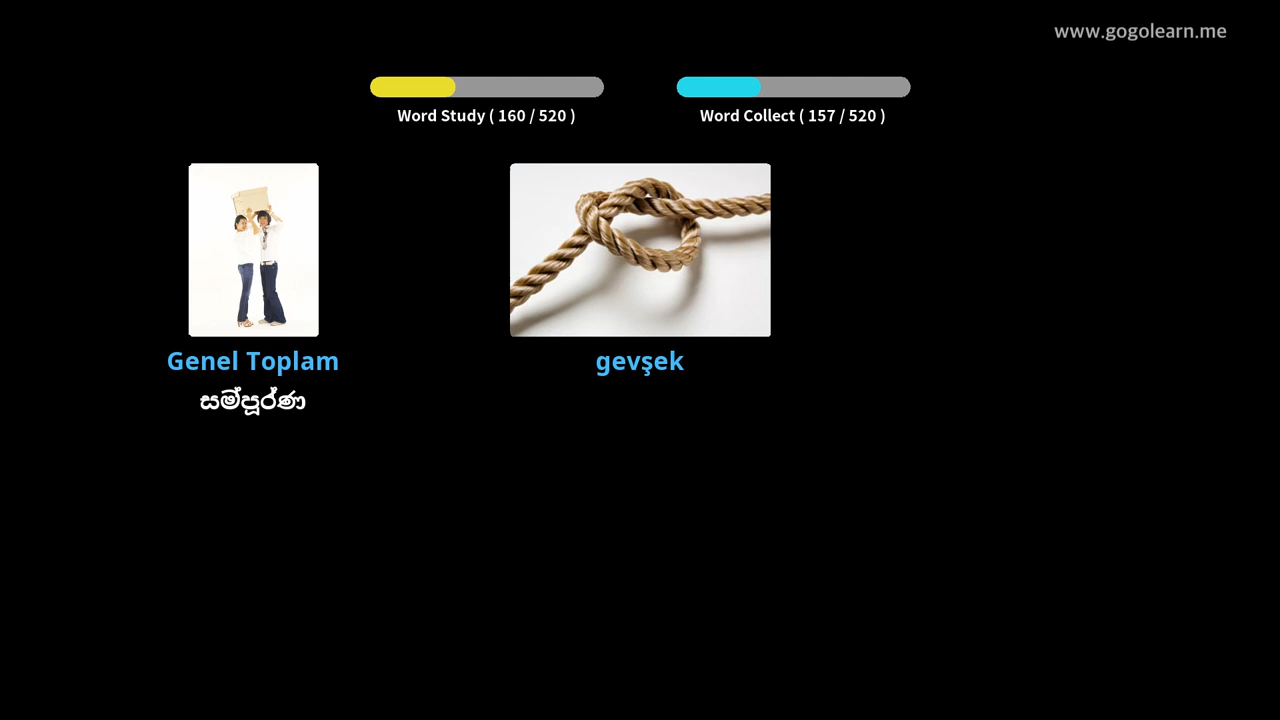 www.gogolearn.me
Word Study ( 160 / 520 )
Word Collect ( 157 / 520 )
Genel Toplam
සම්පූර්ණ
gevşek